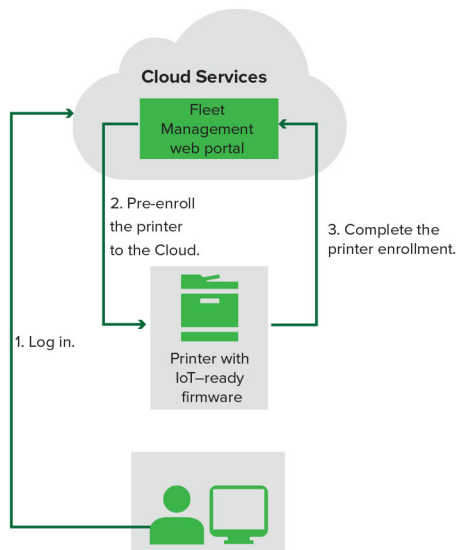 Cloud Services
Fleet
Management
web portal
2. Pre-enroll
the printer
to the Cloud.
3. Complete the
printer enrollment.
1. Log in.
Printer with
IoT–ready
firmware